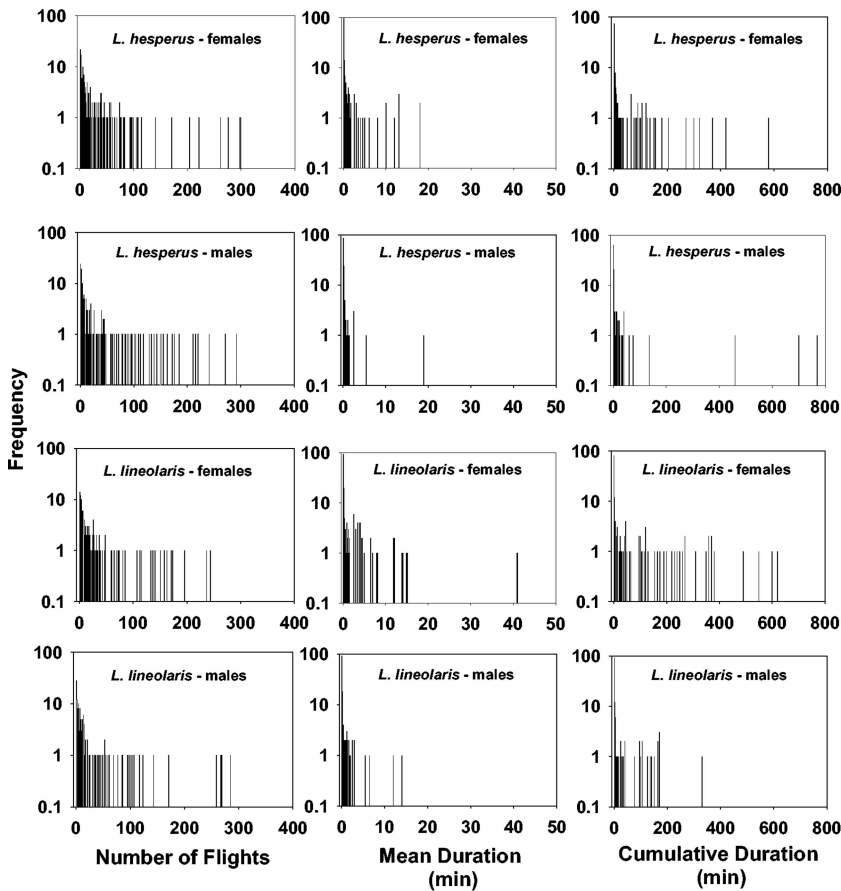 L. hesperus - females
L. hesperus - females
L. hesperus - females
100
10
1
0.1
0 100 200 300 400
100
10
1
0.1
0 10 20 30 40 50
100
10
1
0.1
0 200 400 600 800
L. hesperus - males
L. hesperus - males
L. hesperus - males
100
10
1
0.1
0 100 200 300 400
100
10
1
0.1
0 10 20 30 40 50
100
10
1
0.1
0 200 400 600 800
Frequency
L. lineolaris - females
L. lineolaris - females
L. lineolaris - females
100
10
1
0.1
0 100 200 300 400
100
10
1
0.1
0 10 20 30 40 50
100
10
1
0.1
0 200 400 600 800
L. lineolaris - males
L. lineolaris - males
L. lineolaris - males
100
10
1
0.1
0 100 200 300 400
100
10
1
0.1
0 10 20 30 40 50
100
10
1
0.1
0 200 400 600 800
Number of Flights
Mean Duration
(min)
Cumulative Duration
(min)